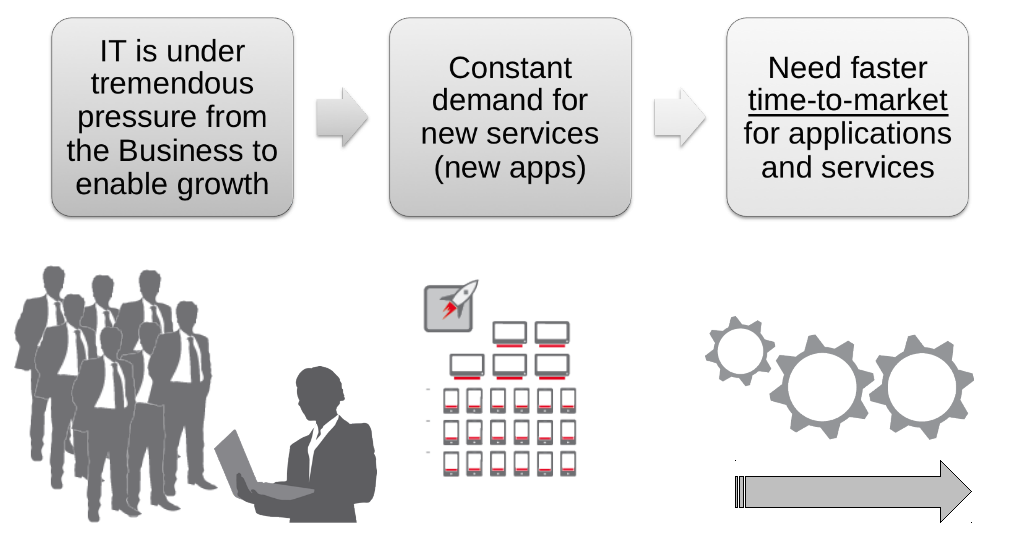 IT is under
tremendous
pressure from
the Business to
enable growth
Constant
demand for
new services
(new apps)
Need faster
time-to-market
for applications
and services